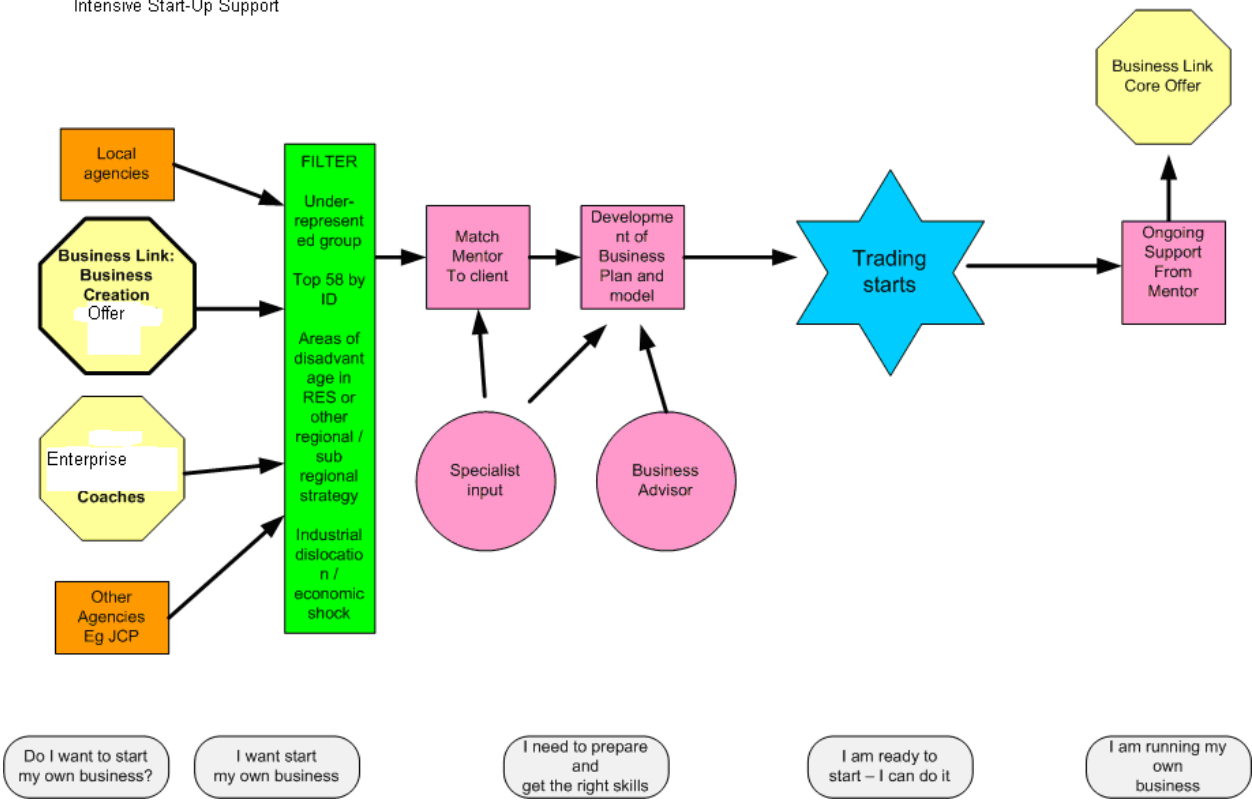 Intensive Start-Up Support
Business Link
Core Offer
Local
agencies
Business Link:
Business
Creation
Offer
Enterprise
Coaches
Other
Agencies
Eg JCP
FILTER
Under-
represent
ed group
Top 58 by
ID
Areas of
disadvant
age in
RES or
other
regional /
sub
regional
strategy
Industrial
dislocatio
n /
economic
shock
Match
Mentor
To client
Developme
nt of
Business
Plan and
model
Specialist
input
Business
Advisor
Trading
starts
Ongoing
Support
From
Mentor
Do I want to start
my own business?
I want start
my own business
I need to prepare
and
get the right skills
I am ready to
start – I can do it
I am running my
own
business